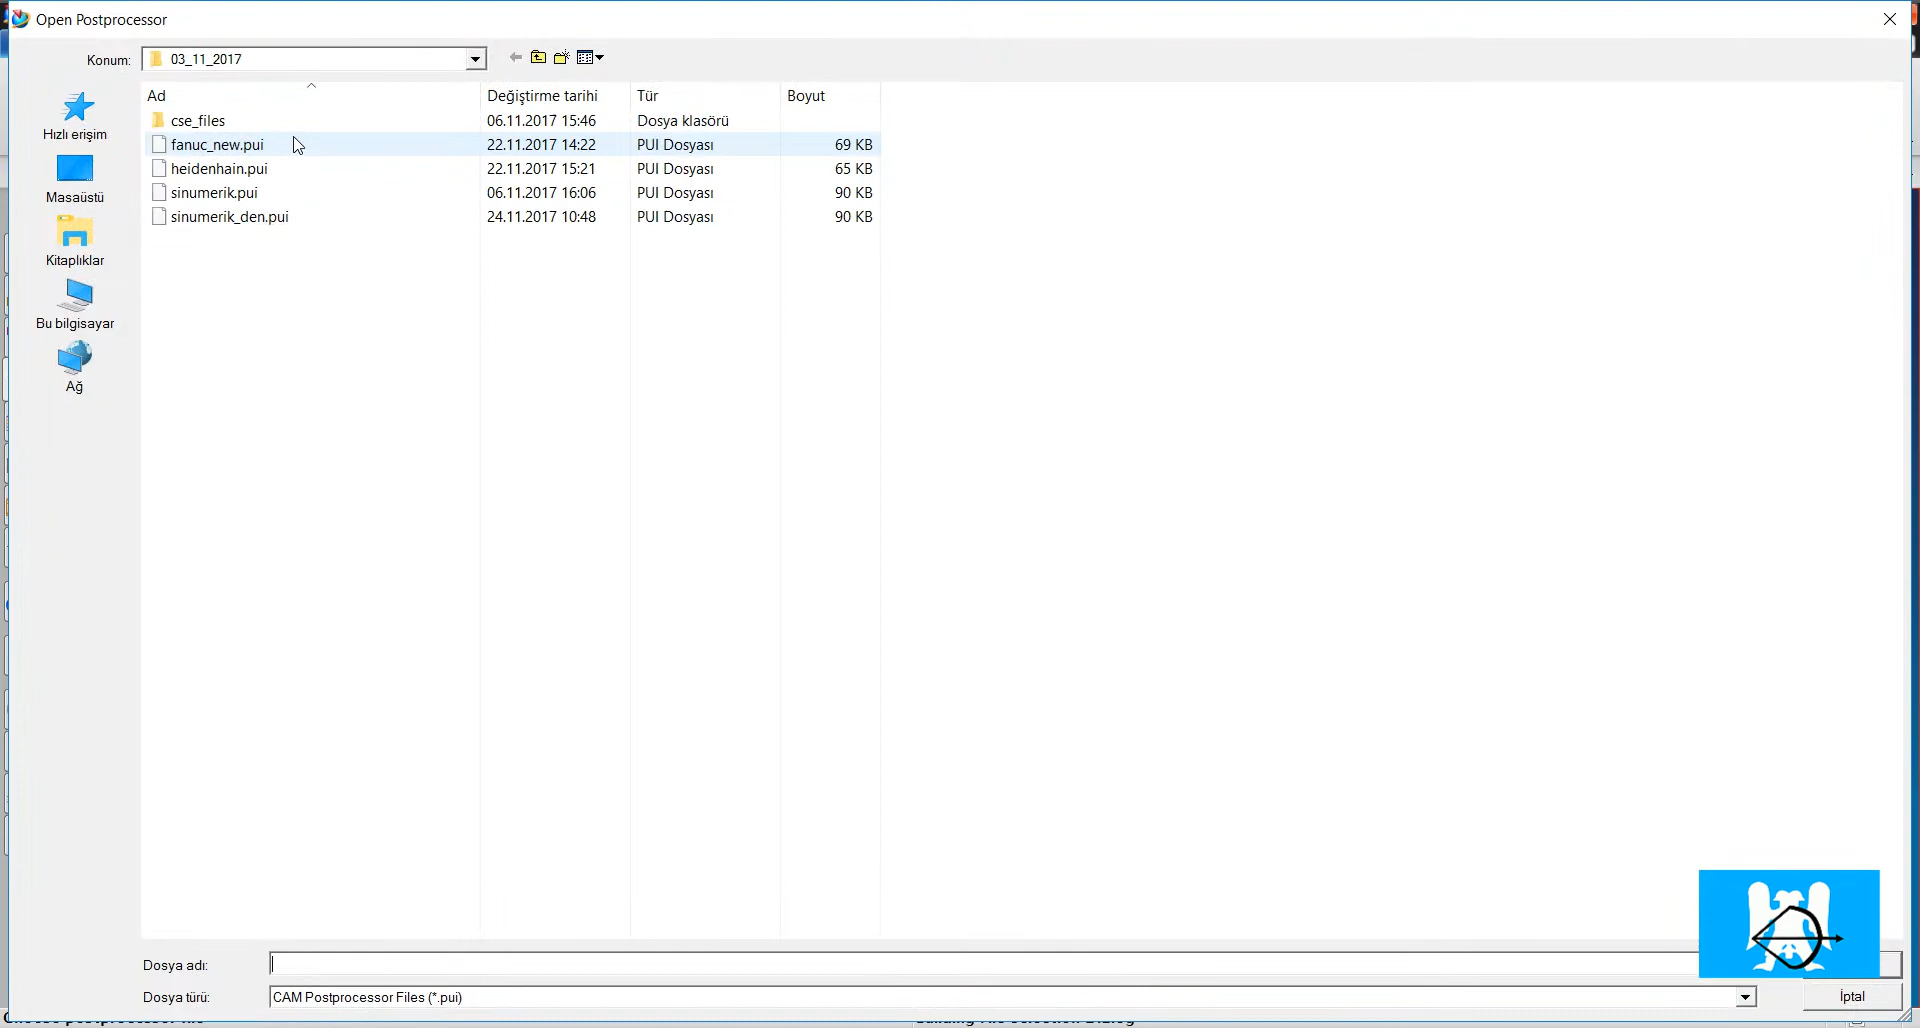 Open Postprocessor
Konum: 03_11_2017
Ad Değiştirme tarihi Tür Boyut
cse_files 06.11.2017 15:46 Dosya klasörü
fanuc_new.pui 22.11.2017 14:22 PUI Dosyası 69 KB
heidenhain.pui 22.11.2017 15:21 PUI Dosyası 65 KB
sinumerik.pui 06.11.2017 16:06 PUI Dosyası 90 KB
sinumerik_den.pui 24.11.2017 10:48 PUI Dosyası 90 KB
Hızlı erişim
Masaüstü
Kitaplıklar
Bu bilgisayar
Ağ
Dosya adı:
Dosya türü: CAM Postprocessor Files (*.pui)
İptal